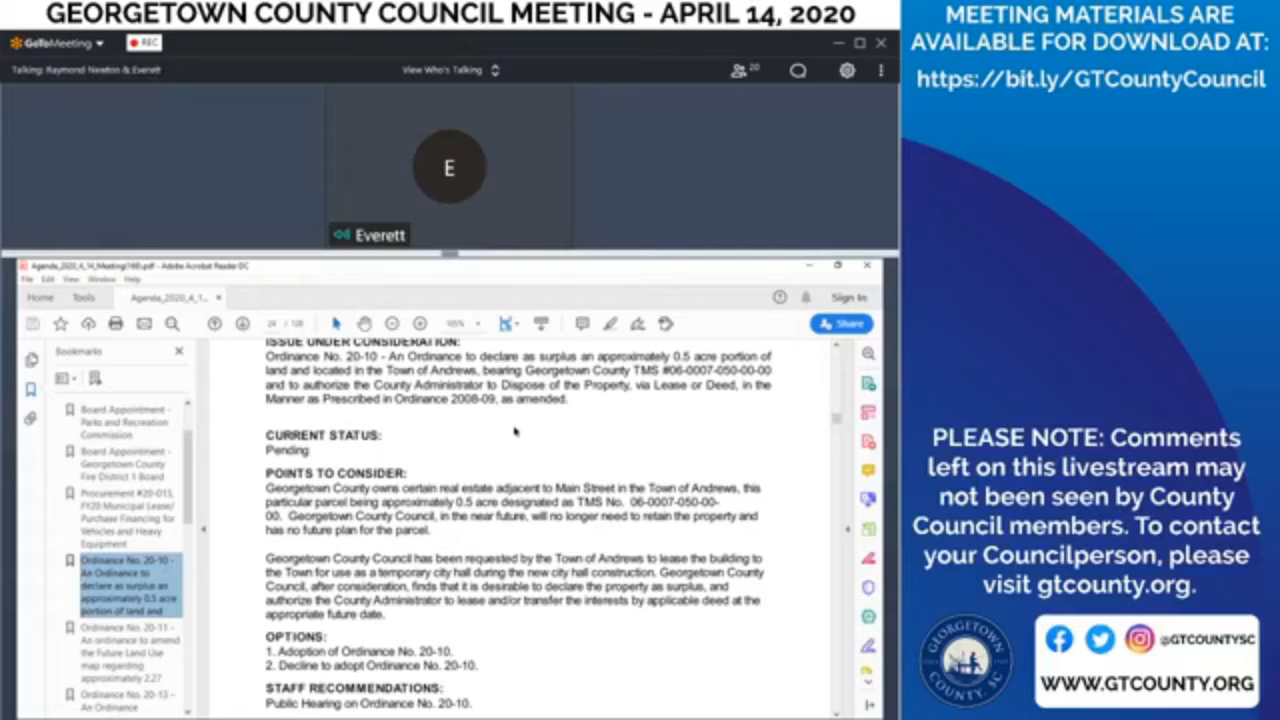 GEORGETOWN COUNTY COUNCIL MEETING - APRIL 14, 2020
GoToMeeting
REC
Talking: Raymond Newton & Everett
View Who's Talking
20
E
Everett
Agenda_2020_4_14_Meeting(168).pdf - Adobe Acrobat Reader DC
File Edit View Window Help
Home
Tools
Agenda_2020_4_1...
Sign In
24 / 128
105%
Share
Bookmarks
Board Appointment -
Parks and Recreation
Commission
Board Appointment -
Georgetown County
Fire District 1 Board
Procurement #20-013,
FY20 Municipal Lease/
Purchase Financing for
Vehicles and Heavy
Equipment
Ordinance No. 20-10 -
An Ordinance to
declare as surplus an
approximately 0.5 acre
portion of land and
Ordinance No. 20-11 -
An ordinance to amend
the Future Land Use
map regarding
approximately 2.27
Ordinance No. 20-13 -
An Ordinance
ISSUE UNDER CONSIDERATION:
Ordinance No. 20-10 - An Ordinance to declare as surplus an approximately 0.5 acre portion of
land and located in the Town of Andrews, bearing Georgetown County TMS #06-0007-050-00-00
and to authorize the County Administrator to Dispose of the Property, via Lease or Deed, in the
Manner as Prescribed in Ordinance 2008-09, as amended.
CURRENT STATUS:
Pending
POINTS TO CONSIDER:
Georgetown County owns certain real estate adjacent to Main Street in the Town of Andrews, this
particular parcel being approximately 0.5 acre designated as TMS No. 06-0007-050-00-
00. Georgetown County Council, in the near future, will no longer need to retain the property and
has no future plan for the parcel.
Georgetown County Council has been requested by the Town of Andrews to lease the building to
the Town for use as a temporary city hall during the new city hall construction. Georgetown County
Council, after consideration, finds that it is desirable to declare the property as surplus, and
authorize the County Administrator to lease and/or transfer the interests by applicable deed at the
appropriate future date.
OPTIONS:
1. Adoption of Ordinance No. 20-10.
2. Decline to adopt Ordinance No. 20-10.
STAFF RECOMMENDATIONS:
Public Hearing on Ordinance No. 20-10.
MEETING MATERIALS ARE
AVAILABLE FOR DOWNLOAD AT:
https://bit.ly/GTCountyCouncil
PLEASE NOTE: Comments
left on this livestream may
not been seen by County
Council members. To contact
your Councilperson, please
visit gtcounty.org.
GEORGETOWN
COUNTY, SC
@GTCOUNTYSC
WWW.GTCOUNTY.ORG